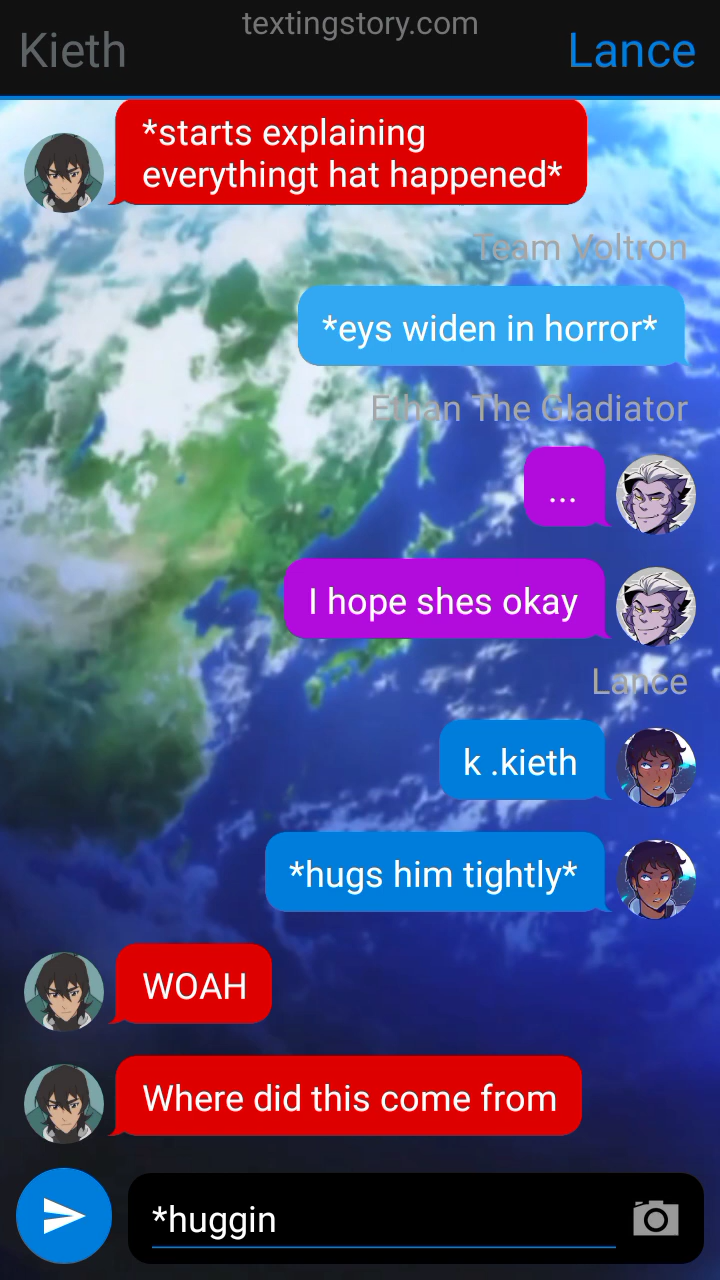 textingstory.com
Kieth
Lance
*starts explaining
everythingt hat happened*
Team Voltron
*eys widen in horror*
Ethan The Gladiator
...
I hope shes okay
Lance
k .kieth
*hugs him tightly*
WOAH
Where did this come from
*huggin